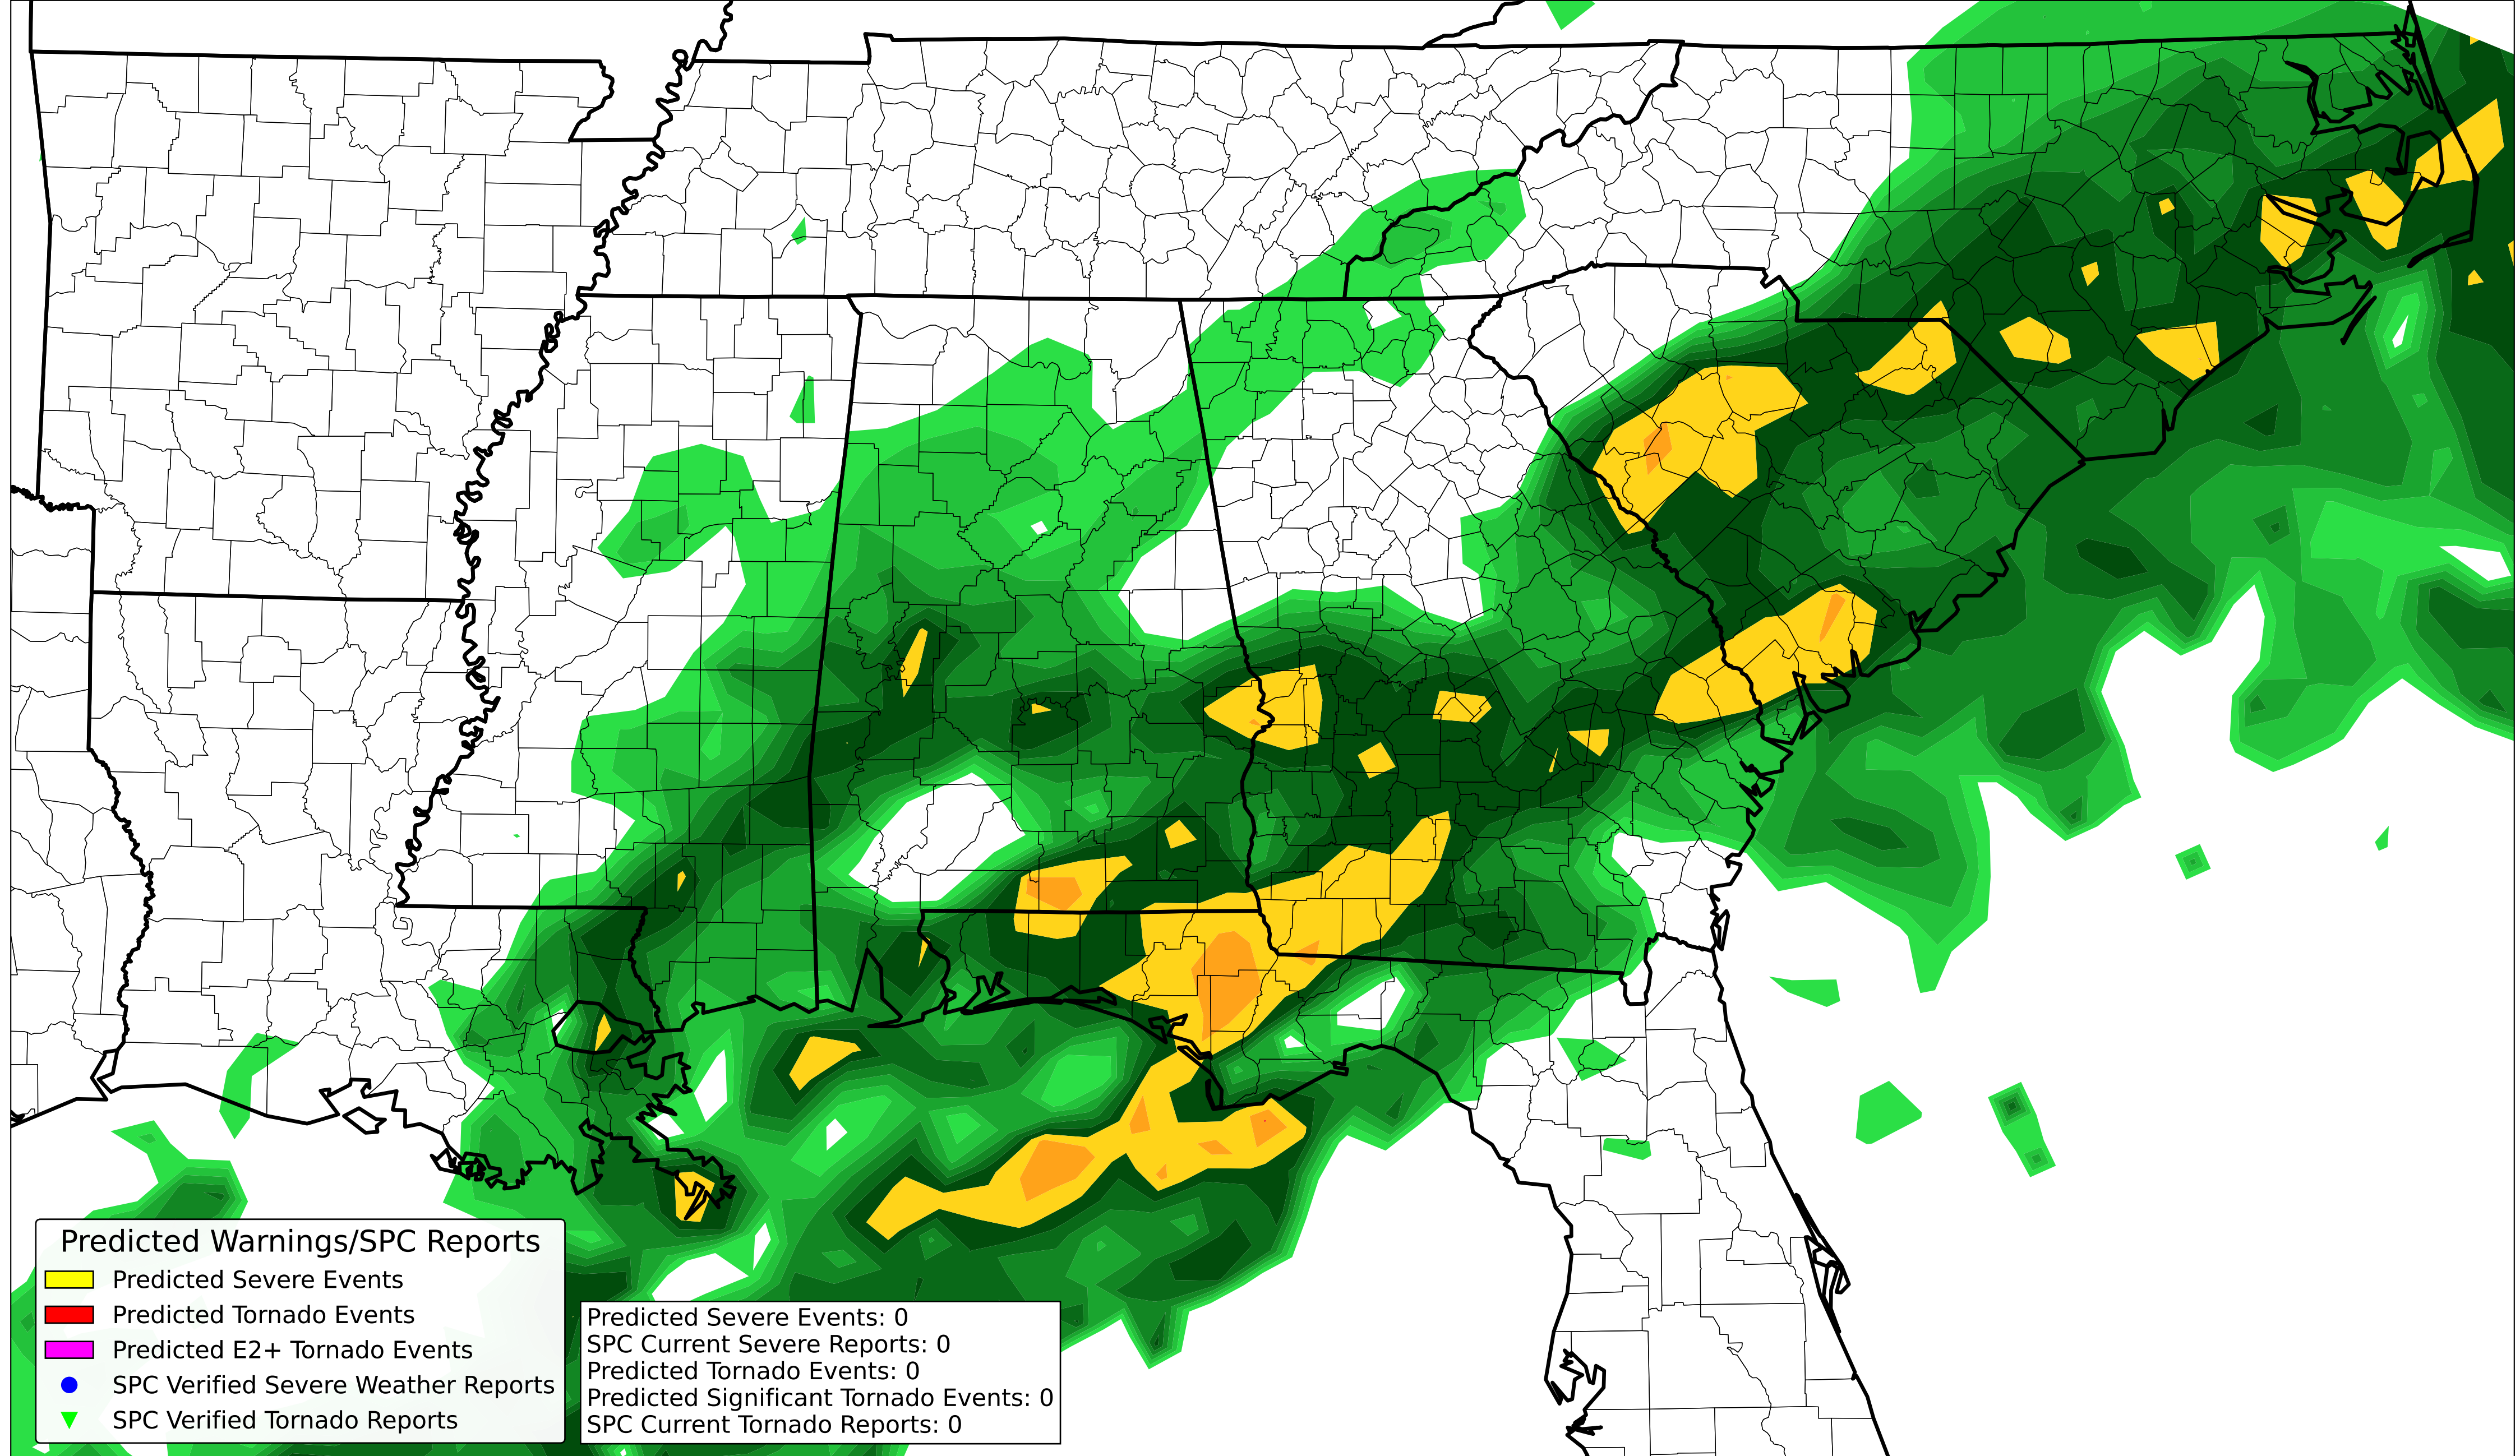 Predicted Warnings/SPC Reports
Predicted Severe Events
Predicted Tornado Events
Predicted E2+ Tornado Events
SPC Verified Severe Weather Reports
SPC Verified Tornado Reports
Predicted Severe Events: 0
SPC Current Severe Reports: 0
Predicted Tornado Events: 0
Predicted Significant Tornado Events: 0
SPC Current Tornado Reports: 0